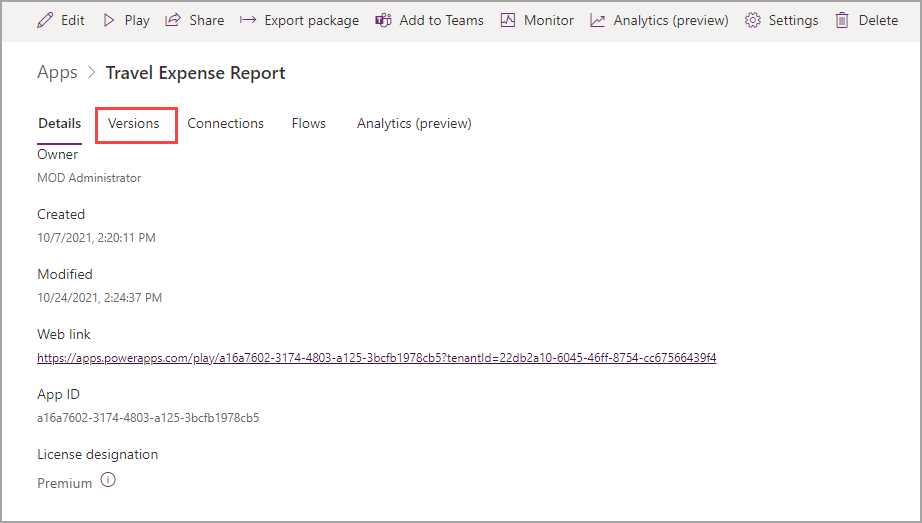 Edit Play Share Export package Add to Teams Monitor Analytics (preview) Settings Delete
Apps > Travel Expense Report
Details Versions Connections Flows Analytics (preview)
Owner
MOD Administrator
Created
10/7/2021, 2:20:11 PM
Modified
10/24/2021, 2:24:37 PM
Web link
https://apps.powerapps.com/play/a16a7602-3174-4803-a125-3bcfb1978cb5?tenantId=22db2a10-6045-46ff-8754-cc67566439f4
App ID
a16a7602-3174-4803-a125-3bcfb1978cb5
License designation
Premium